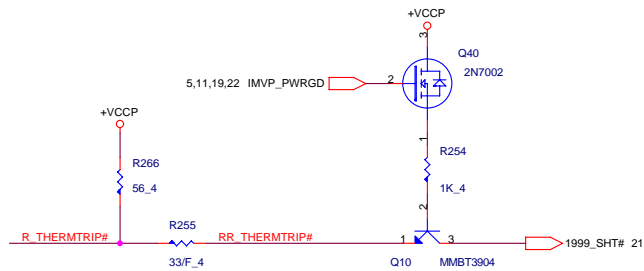 +VCCP
3
Q40
2N7002
5,11,19,22 IMVP_PWRGD
2
+VCCP
1
R254
1K_4
R266
56_4
2
R255
R_THERMTRIP#
RR_THERMTRIP#
1
3
1999_SHT# 21
33/F_4
Q10
MMBT3904